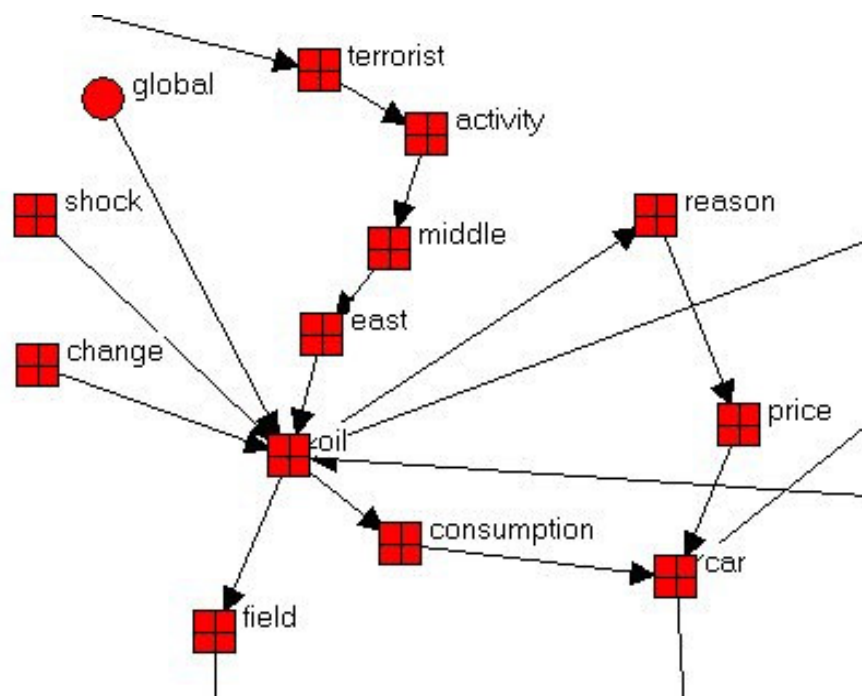 terrorist
global
activity
shock
reason
middle
east
change
price
oil
consumption
car
field